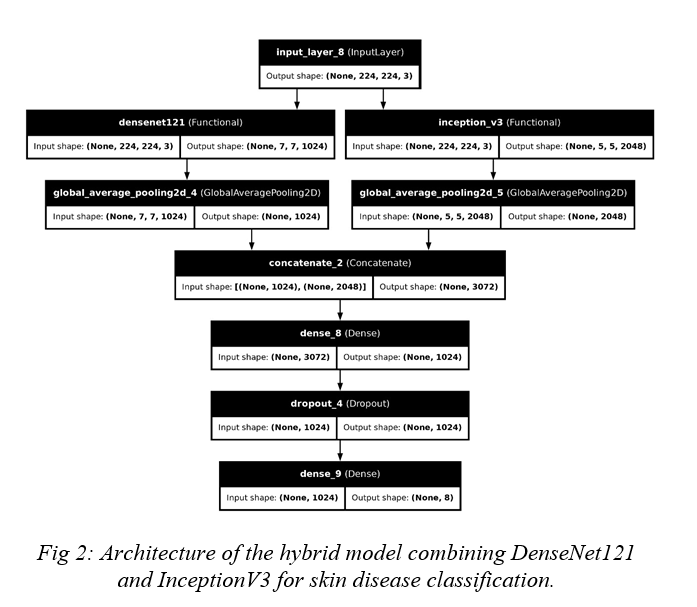 input_layer_8 (InputLayer)
Output shape: (None, 224, 224, 3)
densenet121 (Functional)
Input shape: (None, 224, 224, 3) Output shape: (None, 7, 7, 1024)
inception_v3 (Functional)
Input shape: (None, 224, 224, 3) Output shape: (None, 5, 5, 2048)
global_average_pooling2d_4 (GlobalAveragePooling2D)
Input shape: (None, 7, 7, 1024) Output shape: (None, 1024)
global_average_pooling2d_5 (GlobalAveragePooling2D)
Input shape: (None, 5, 5, 2048) Output shape: (None, 2048)
concatenate_2 (Concatenate)
Input shape: [(None, 1024), (None, 2048)] Output shape: (None, 3072)
dense_8 (Dense)
Input shape: (None, 3072) Output shape: (None, 1024)
dropout_4 (Dropout)
Input shape: (None, 1024) Output shape: (None, 1024)
dense_9 (Dense)
Input shape: (None, 1024) Output shape: (None, 8)
Fig 2: Architecture of the hybrid model combining DenseNet121
and InceptionV3 for skin disease classification.